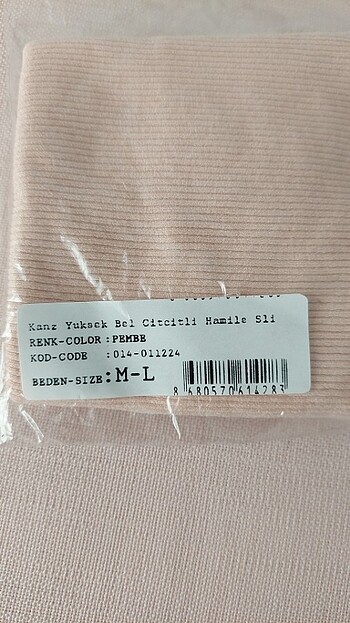 Kanz Yuksek Bel Citcitli Hamile Sli
RENK-COLOR : PEMBE
KOD-CODE : 014-011224
BEDEN-SIZE : M-L
8 680570 614283